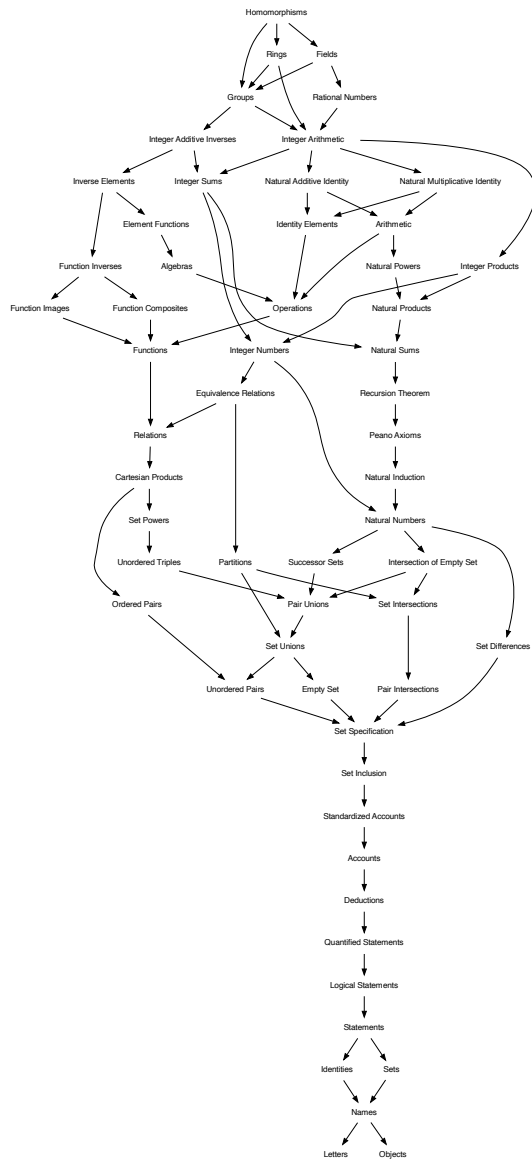 Homomorphisms
Rings
Fields
Groups
Rational Numbers
Integer Additive Inverses
Integer Arithmetic
Inverse Elements
Integer Sums
Natural Additive Identity
Natural Multiplicative Identity
Element Functions
Identity Elements
Arithmetic
Function Inverses
Algebras
Natural Powers
Integer Products
Function Images
Function Composites
Operations
Natural Products
Functions
Integer Numbers
Natural Sums
Equivalence Relations
Recursion Theorem
Relations
Peano Axioms
Cartesian Products
Natural Induction
Set Powers
Natural Numbers
Unordered Triples
Partitions
Successor Sets
Intersection of Empty Set
Ordered Pairs
Pair Unions
Set Intersections
Set Unions
Set Differences
Unordered Pairs
Empty Set
Pair Intersections
Set Specification
Set Inclusion
Standardized Accounts
Accounts
Deductions
Quantified Statements
Logical Statements
Statements
Identities
Sets
Names
Letters
Objects